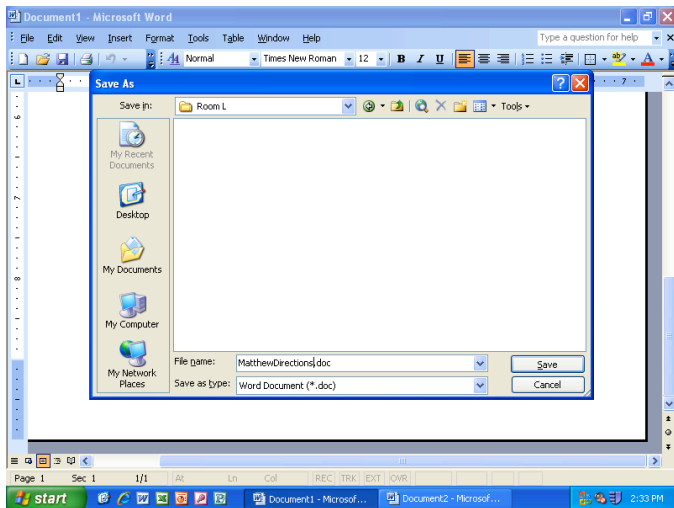 Document1 - Microsoft Word
File Edit View Insert Format Tools Table Window Help Type a question for help
A4 Normal Times New Roman 12 B I U
7
Save As
Save in: Room L Tools
My Recent
Documents
Desktop
My Documents
My Computer
My Network
Places
File name: MatthewDirections.doc Save
Save as type: Word Document (*.doc) Cancel
Page 1 Sec 1 1/1 At Ln Col REC TRK EXT OVR
start Document1 - Microsof... Document2 - Microsof... 2:33 PM